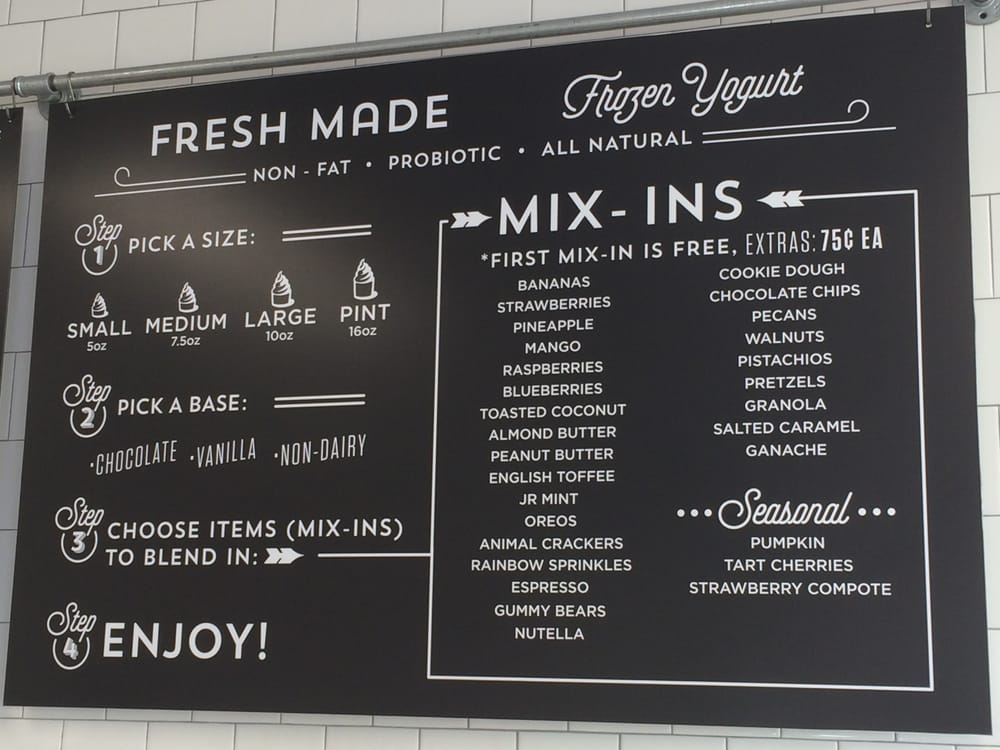 FRESH MADE Frozen Yogurt
NON - FAT • PROBIOTIC • ALL NATURAL
Step 1 PICK A SIZE:
SMALL MEDIUM LARGE PINT
5oz 7.5oz 10oz 16oz
Step 2 PICK A BASE:
•CHOCOLATE •VANILLA •NON-DAIRY
Step 3 CHOOSE ITEMS (MIX-INS)
TO BLEND IN:
Step 4 ENJOY!
MIX-INS
*FIRST MIX-IN IS FREE, EXTRAS: 75¢ EA
BANANAS
STRAWBERRIES
PINEAPPLE
MANGO
RASPBERRIES
BLUEBERRIES
TOASTED COCONUT
ALMOND BUTTER
PEANUT BUTTER
ENGLISH TOFFEE
JR MINT
OREOS
ANIMAL CRACKERS
RAINBOW SPRINKLES
ESPRESSO
GUMMY BEARS
NUTELLA
COOKIE DOUGH
CHOCOLATE CHIPS
PECANS
WALNUTS
PISTACHIOS
PRETZELS
GRANOLA
SALTED CARAMEL
GANACHE
•••Seasonal•••
PUMPKIN
TART CHERRIES
STRAWBERRY COMPOTE